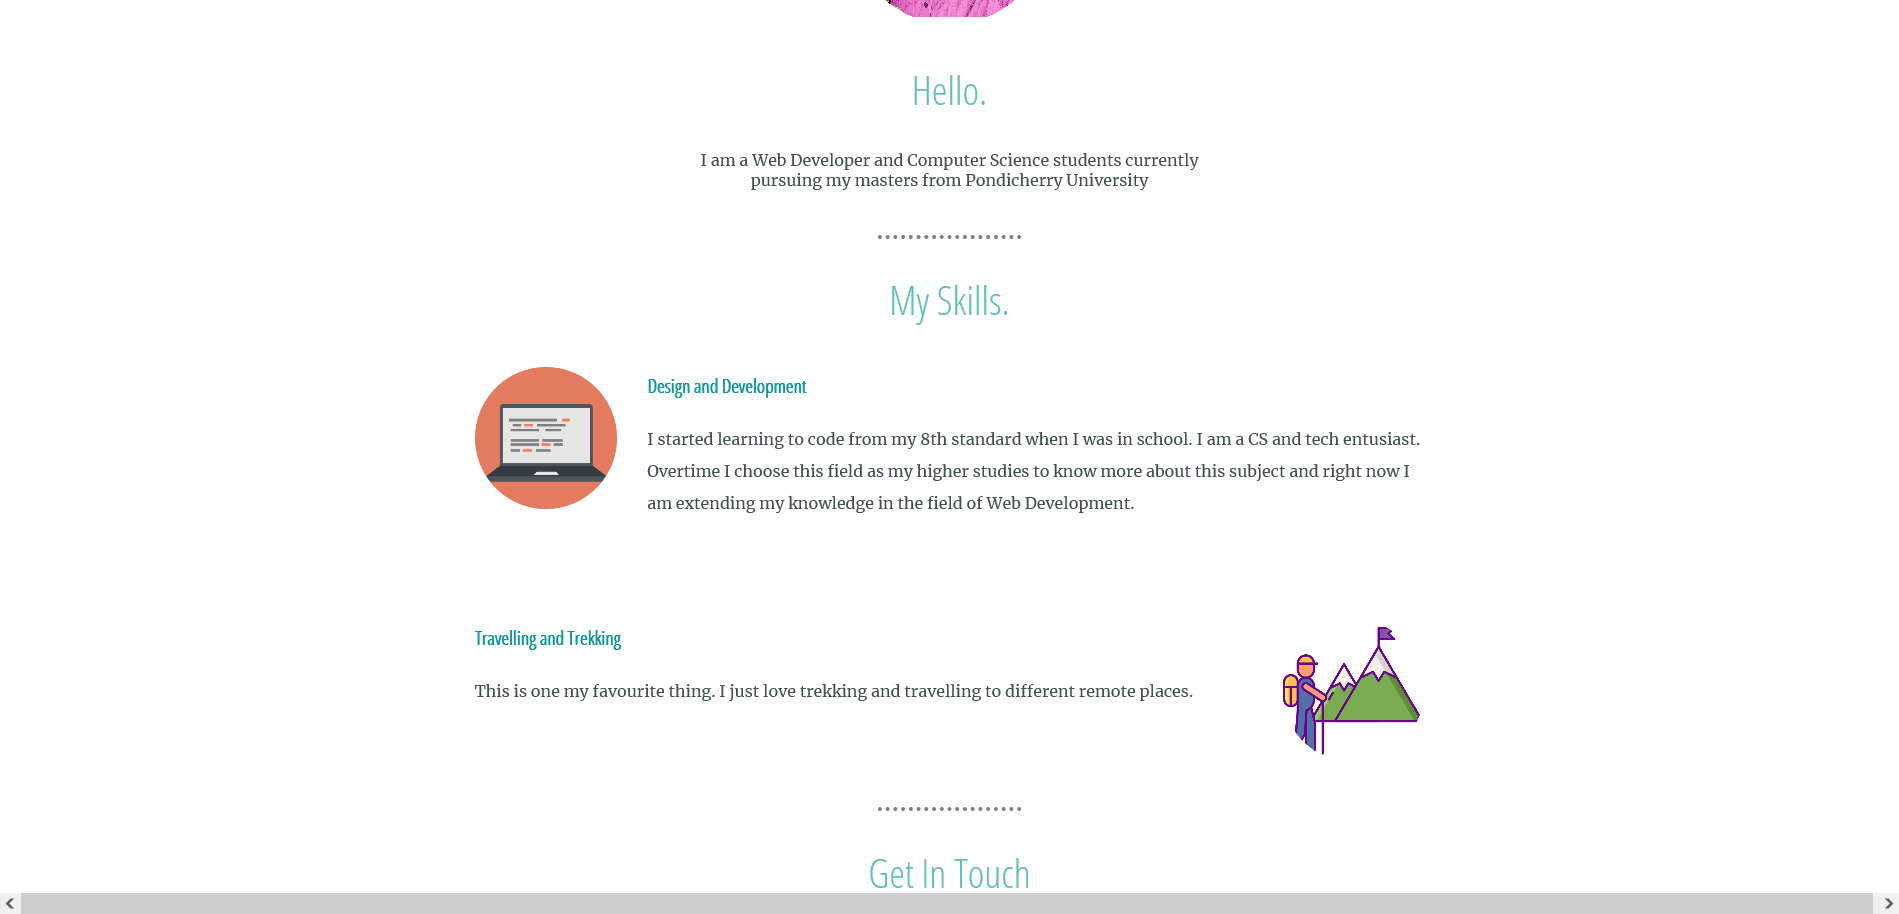 Hello.
I am a Web Developer and Computer Science students currently
pursuing my masters from Pondicherry University
My Skills.
Design and Development
I started learning to code from my 8th standard when I was in school. I am a CS and tech entusiast.
Overtime I choose this field as my higher studies to know more about this subject and right now I
am extending my knowledge in the field of Web Development.
Travelling and Trekking
This is one my favourite thing. I just love trekking and travelling to different remote places.
Get In Touch